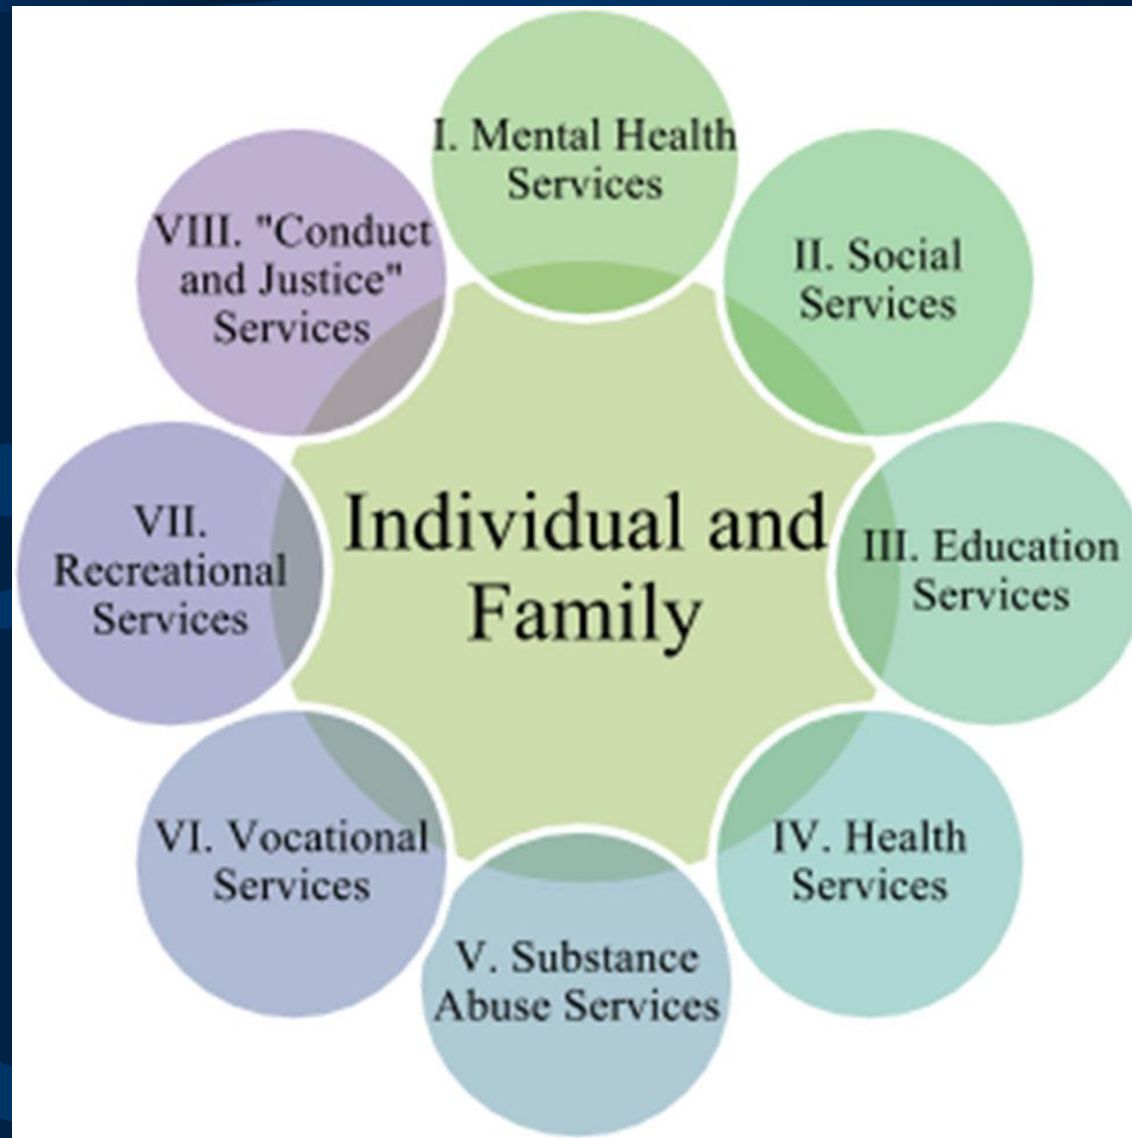 I. Mental Health
Services
II. Social
Services
III. Education
Services
IV. Health
Services
V. Substance
Abuse Services
VI. Vocational
Services
VII.
Recreational
Services
VIII. "Conduct
and Justice"
Services
Individual and
Family